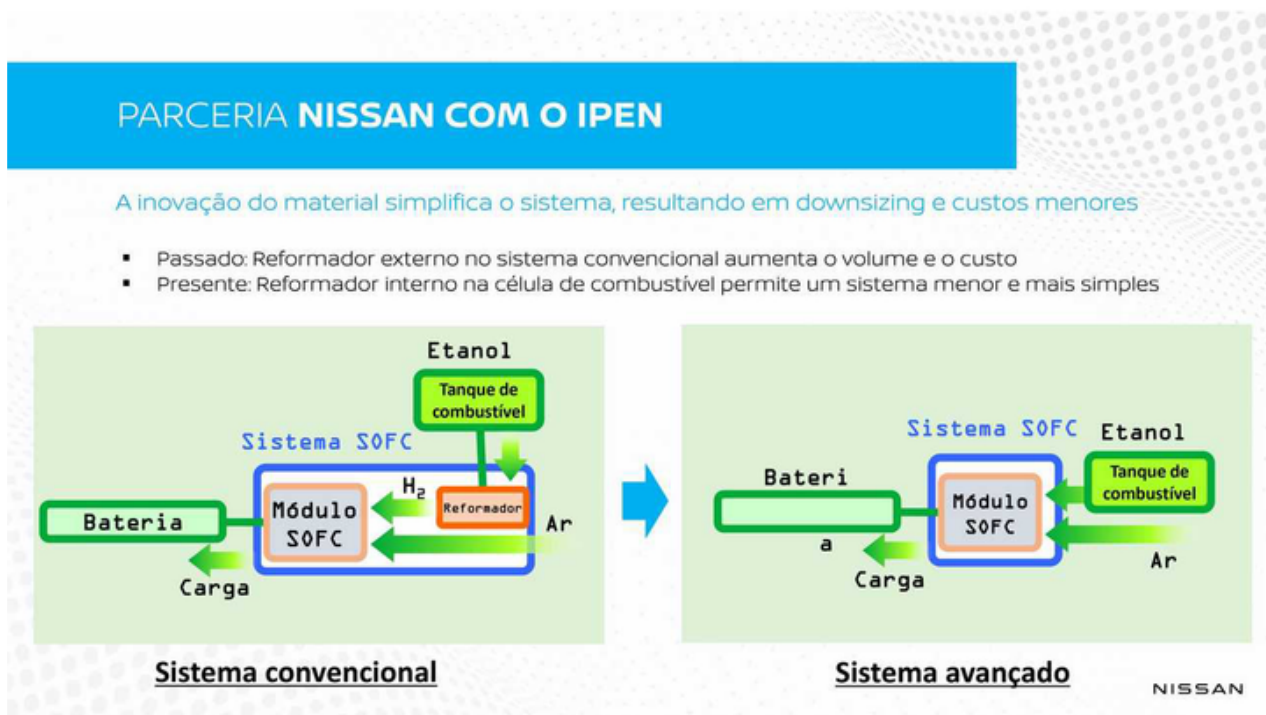 PARCERIA NISSAN COM O IPEN
A inovação do material simplifica o sistema, resultando em downsizing e custos menores
▪ Passado: Reformador externo no sistema convencional aumenta o volume e o custo
▪ Presente: Reformador interno na célula de combustível permite um sistema menor e mais simples
Etanol
Tanque de
combustível
Sistema SOFC
H₂
Reformador
Módulo
SOFC
Bateria
Ar
Carga
Sistema convencional
Sistema SOFC
Etanol
Tanque de
combustível
Bateri
a
Módulo
SOFC
Ar
Carga
Sistema avançado
NISSAN